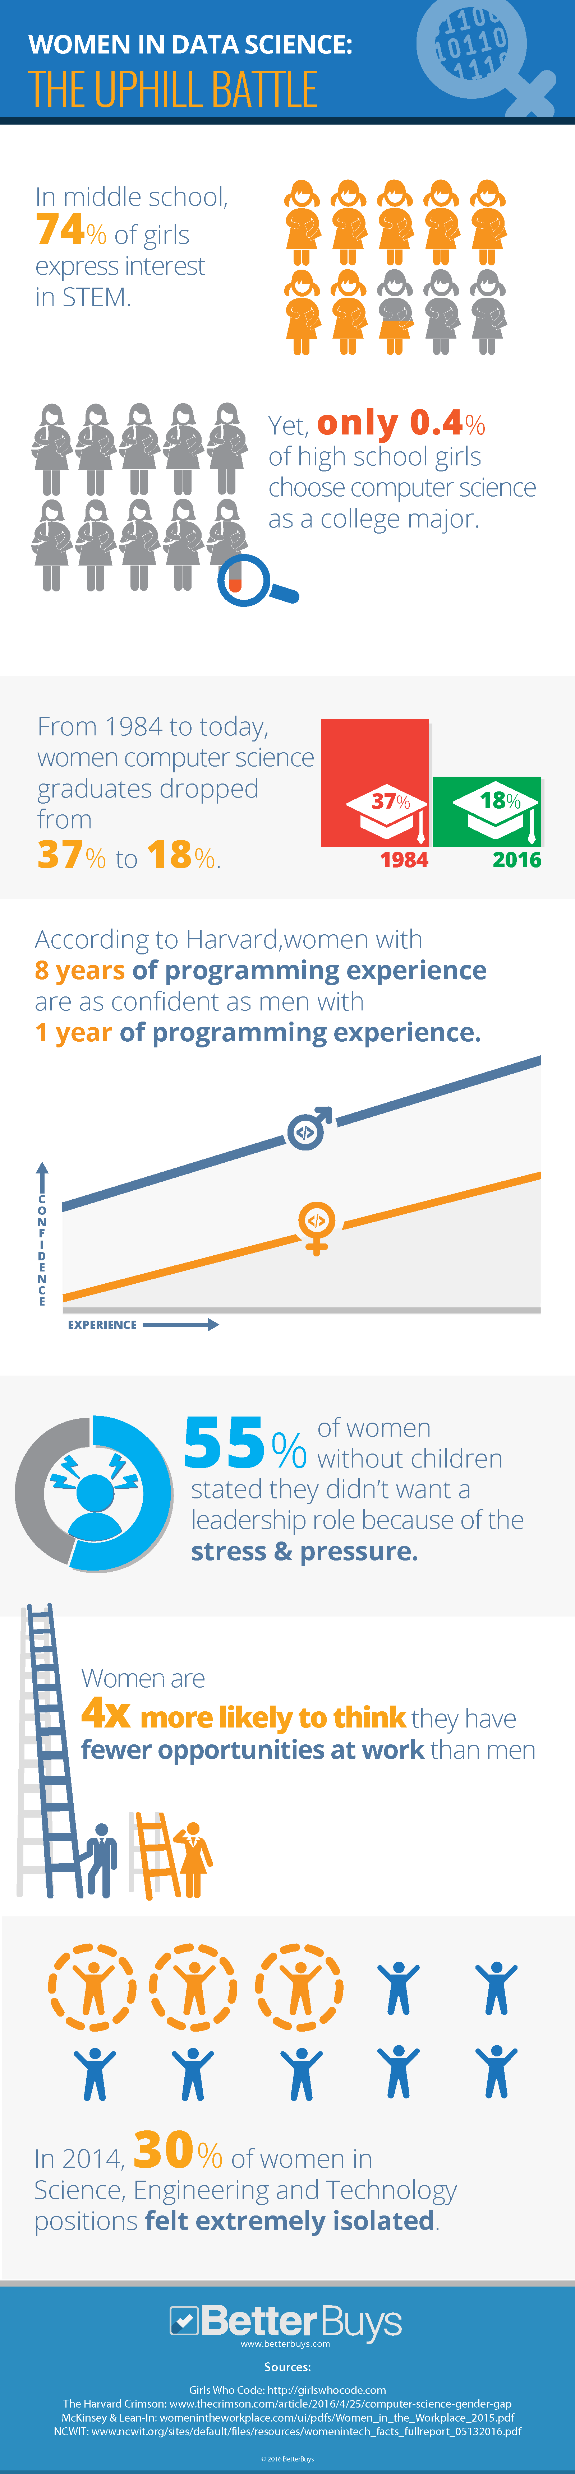 WOMEN IN DATA SCIENCE:
THE UPHILL BATTLE
1100
10110
1110
In middle school,
74% of girls
express interest
in STEM.
Yet, only 0.4%
of high school girls
choose computer science
as a college major.
From 1984 to today,
women computer science
graduates dropped
from
37% to 18%.
37%
18%
1984
2016
According to Harvard,women with
8 years of programming experience
are as confident as men with
1 year of programming experience.
CONFIDENCE
EXPERIENCE
55% of women
without children
stated they didn't want a
leadership role because of the
stress & pressure.
Women are
4x more likely to think they have
fewer opportunities at work than men
In 2014, 30% of women in
Science, Engineering and Technology
positions felt extremely isolated.
BetterBuys
www.betterbuys.com
Sources:
Girls Who Code: http://girlswhocode.com
The Harvard Crimson: www.thecrimson.com/article/2016/4/25/computer-science-gender-gap
McKinsey & Lean-In: womenintheworkplace.com/ui/pdfs/Women_in_the_Workplace_2015.pdf
NCWIT: www.ncwit.org/sites/default/files/resources/womenintech_facts_fullreport_05132016.pdf
© 2016 BetterBuys